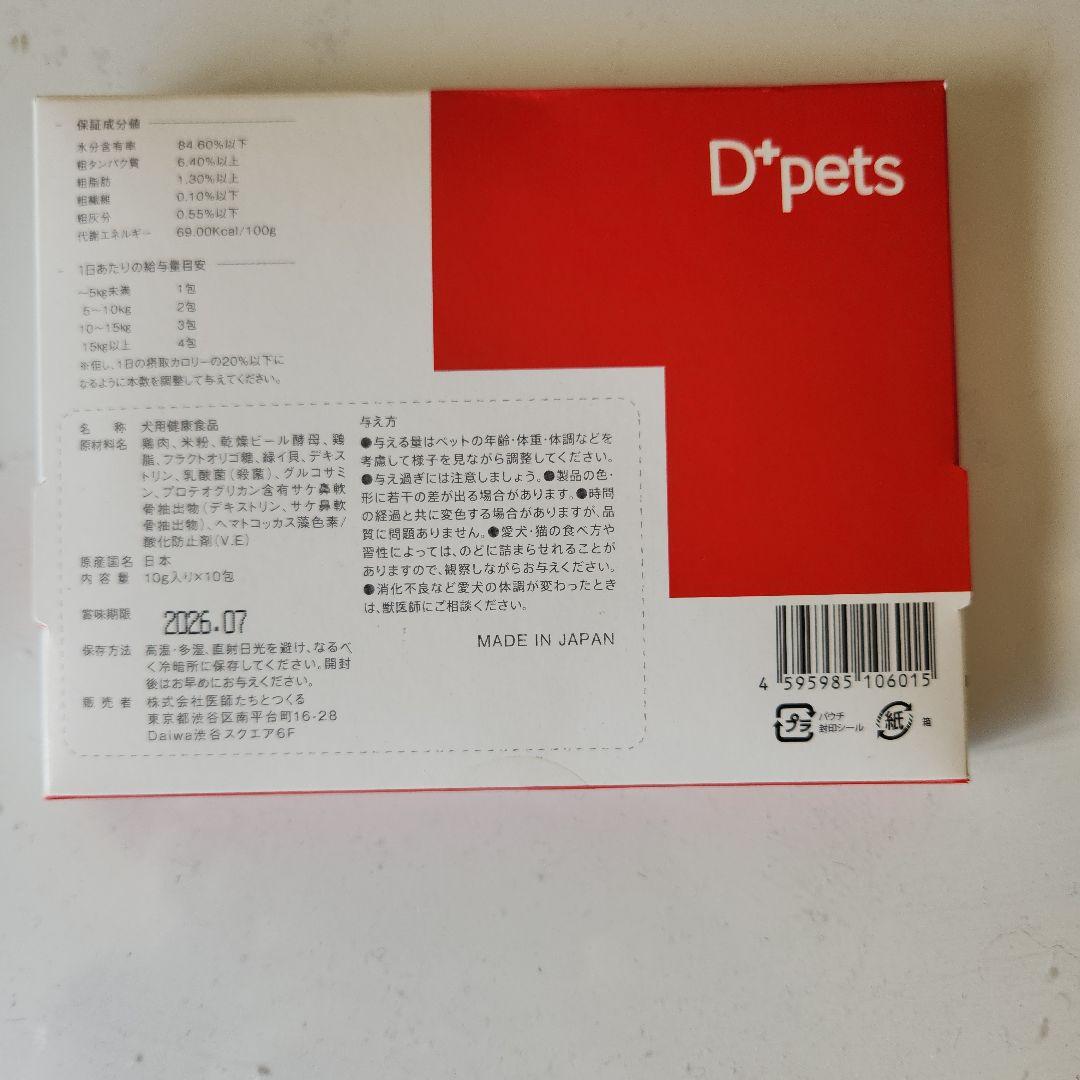 保証成分値
水分含有率 84.60%以下
粗タンパク質 6.40%以上
粗脂肪 1.30%以上
粗繊維 0.10%以下
粗灰分 0.55%以下
代謝エネルギー 69.00Kcal/100g
1日あたりの給与量目安
～5kg未満 1包
5～10kg 2包
10～15kg 3包
15kg以上 4包
※但し、1日の摂取カロリーの20%以下に
なるように本数を調整して与えてください。
名称 犬用健康食品
原材料名 鶏肉、米粉、乾燥ビール酵母、鶏
脂、フラクトオリゴ糖、緑イ貝、デキス
トリン、乳酸菌(殺菌)、グルコサミ
ン、プロテオグリカン含有サケ鼻軟
骨抽出物(デキストリン、サケ鼻軟
骨抽出物)、ヘマトコッカス藻色素/
酸化防止剤(V.E)
原産国名 日本
内容量 10g入り×10包
賞味期限 2026.07
保存方法 高温・多湿、直射日光を避け、なるべ
く冷暗所に保存してください。開封
後はお早めにお与えください。
販売者 株式会社医師たちとつくる
東京都渋谷区南平台町16-28
Daiwa渋谷スクエア6F
与え方
●与える量はペットの年齢・体重・体調などを
考慮して様子を見ながら調整してください。
●与え過ぎには注意しましょう。●製品の色・
形に若干の差が出る場合があります。●時間
の経過と共に変色する場合がありますが、品
質に問題ありません。●愛犬・猫の食べ方や
習性によっては、のどに詰まらせれることが
ありますので、観察しながらお与えください。
●消化不良など愛犬の体調が変わったとき
は、獣医師にご相談ください。
MADE IN JAPAN
D+pets
4 595985 106015
プラ パウチ
封印シール
紙 箱